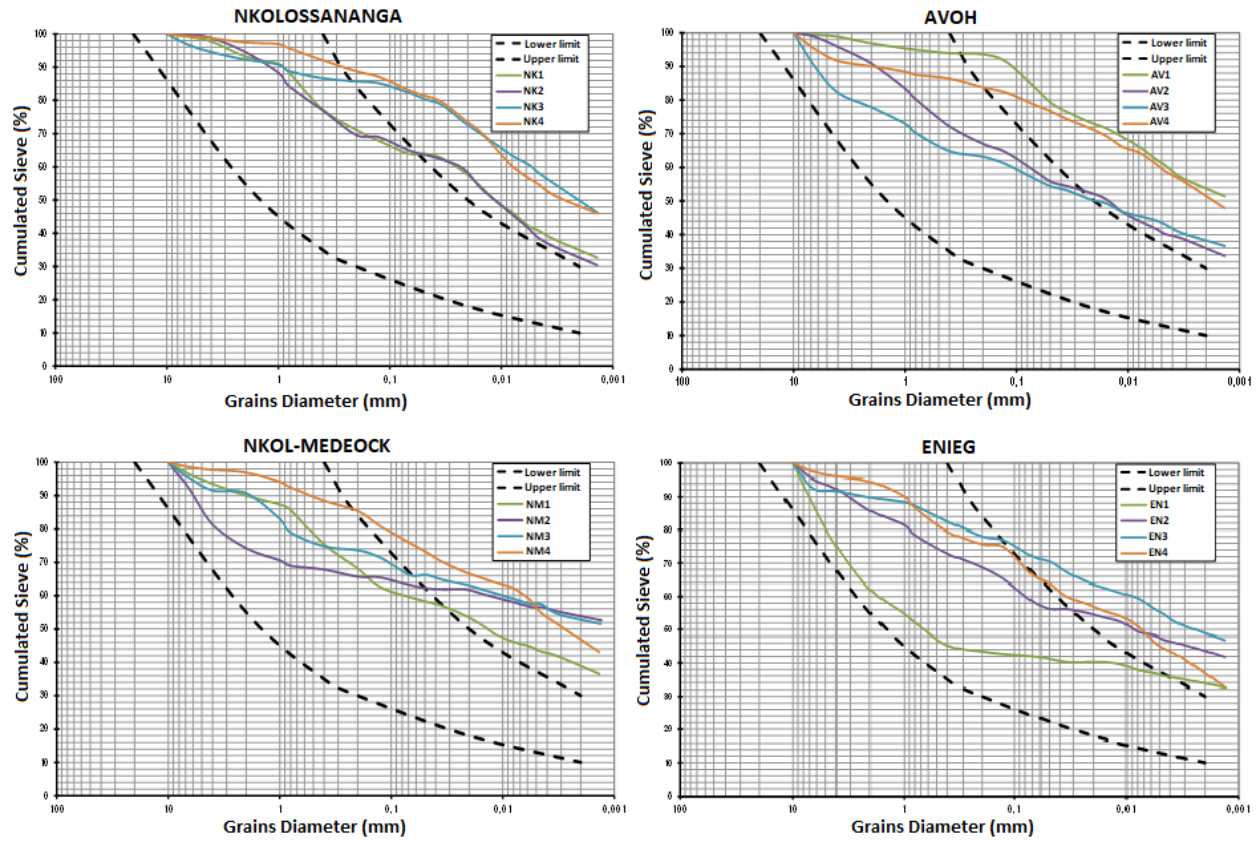 NKOLOSSANANGA
Cumulated Sieve (%)
100
90
80
70
60
50
40
30
20
10
0
Lower limit
Upper limit
NK1
NK2
NK3
NK4
100
10
1
0,1
0,01
0,001
Grains Diameter (mm)
AVOH
Cumulated Sieve (%)
100
90
80
70
60
50
40
30
20
10
0
Lower limit
Upper limit
AV1
AV2
AV3
AV4
100
10
1
0,1
0,01
0,001
Grains Diameter (mm)
NKOL-MEDEOCK
Cumulated Sieve (%)
100
90
80
70
60
50
40
30
20
10
0
Lower limit
Upper limit
NM1
NM2
NM3
NM4
100
10
1
0,1
0,01
0,001
Grains Diameter (mm)
ENIEG
Cumulated Sieve (%)
100
90
80
70
60
50
40
30
20
10
0
Lower limit
Upper limit
EN1
EN2
EN3
EN4
100
10
1
0,1
0,01
0,001
Grains Diameter (mm)